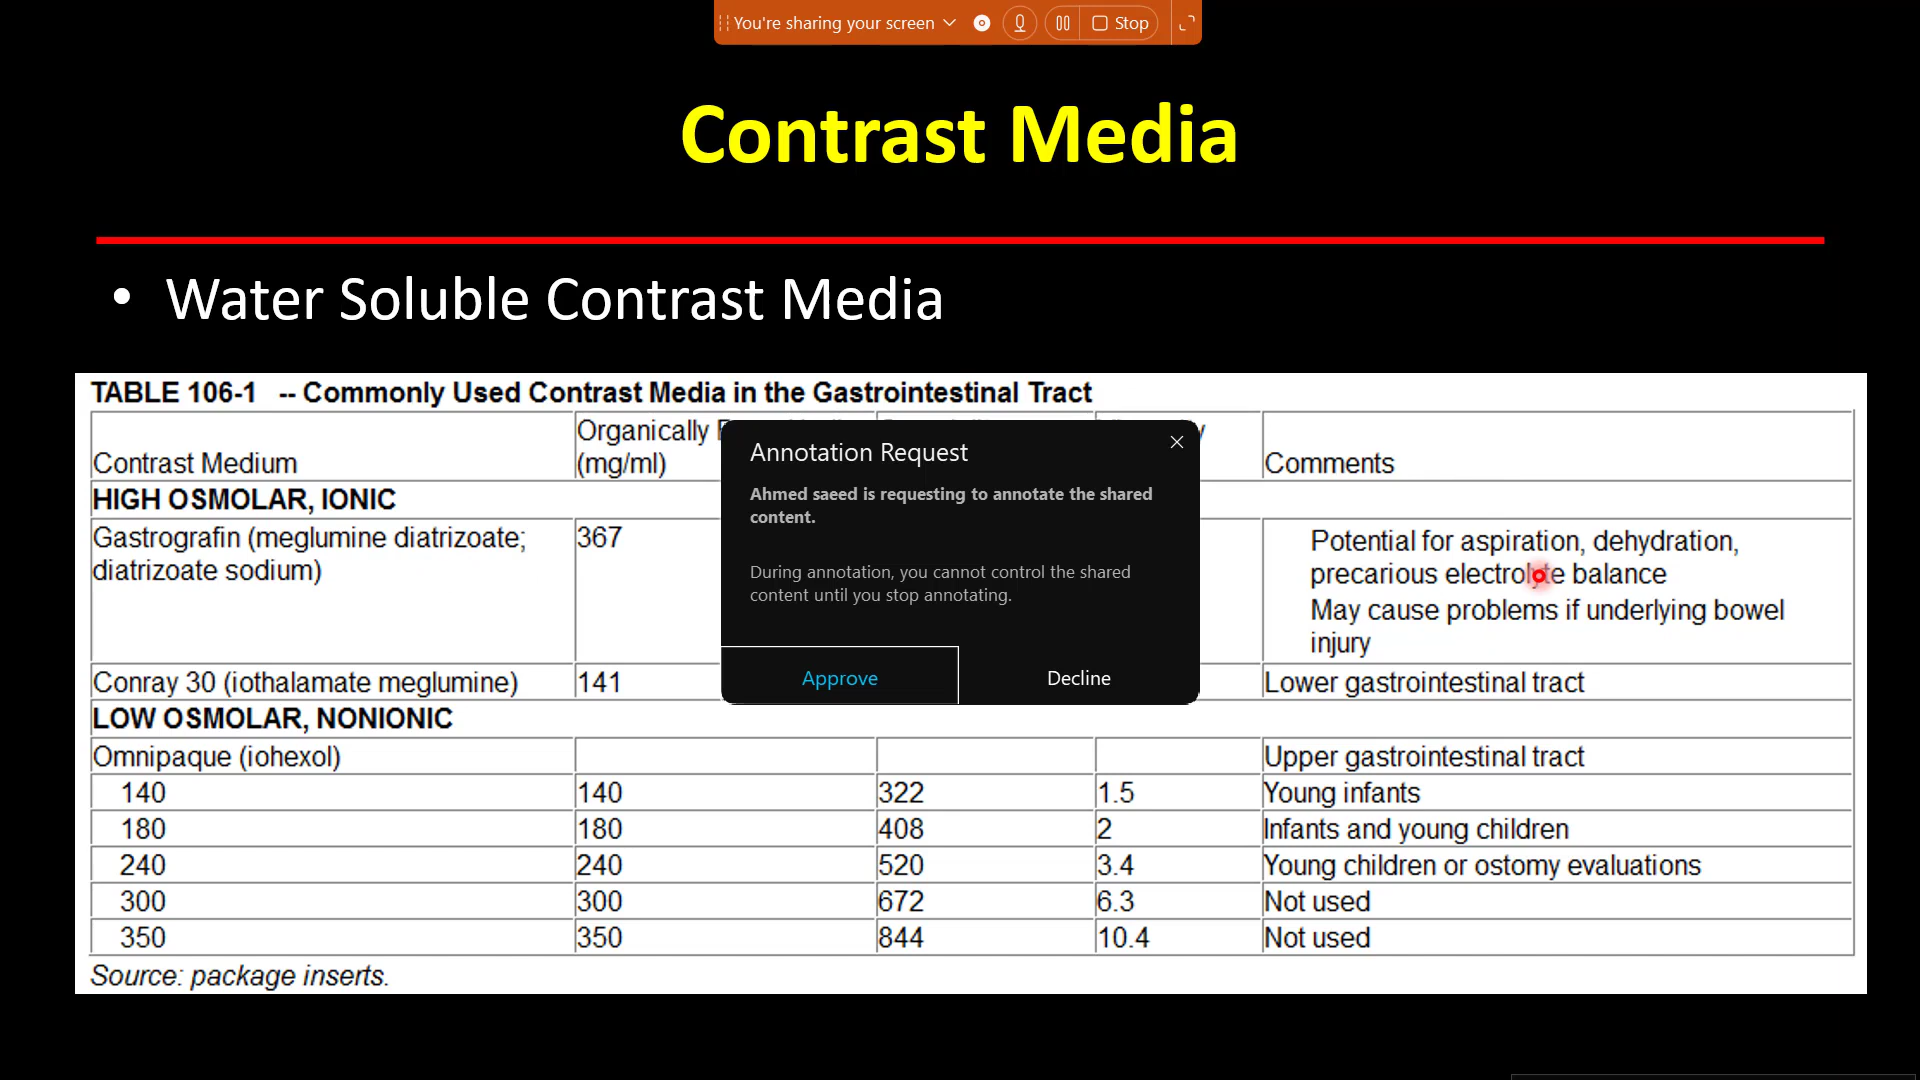 You're sharing your screen
Stop
Contrast Media
• Water Soluble Contrast Media
TABLE 106-1 -- Commonly Used Contrast Media in the Gastrointestinal Tract
Contrast Medium Organically (mg/ml) Comments
HIGH OSMOLAR, IONIC
Gastrografin (meglumine diatrizoate; diatrizoate sodium) 367 Potential for aspiration, dehydration,
precarious electrolyte balance
May cause problems if underlying bowel
injury
Conray 30 (iothalamate meglumine) 141 Lower gastrointestinal tract
LOW OSMOLAR, NONIONIC
Omnipaque (iohexol) Upper gastrointestinal tract
140 140 322 1.5 Young infants
180 180 408 2 Infants and young children
240 240 520 3.4 Young children or ostomy evaluations
300 300 672 6.3 Not used
350 350 844 10.4 Not used
Source: package inserts.
Annotation Request
Ahmed saeed is requesting to annotate the shared
content.
During annotation, you cannot control the shared
content until you stop annotating.
Approve Decline